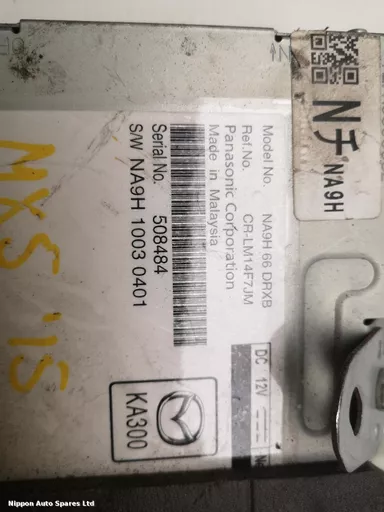 Model No. NA9H 66 DRXB
Ref.No. CR-LM14F7JM
Panasonic Corporation
Made in Malaysia
Serial No. 508484
S/W NA9H 1003 0401
DC 12V
KA300
NA9H
MX5 '15
Nippon Auto Spares Ltd